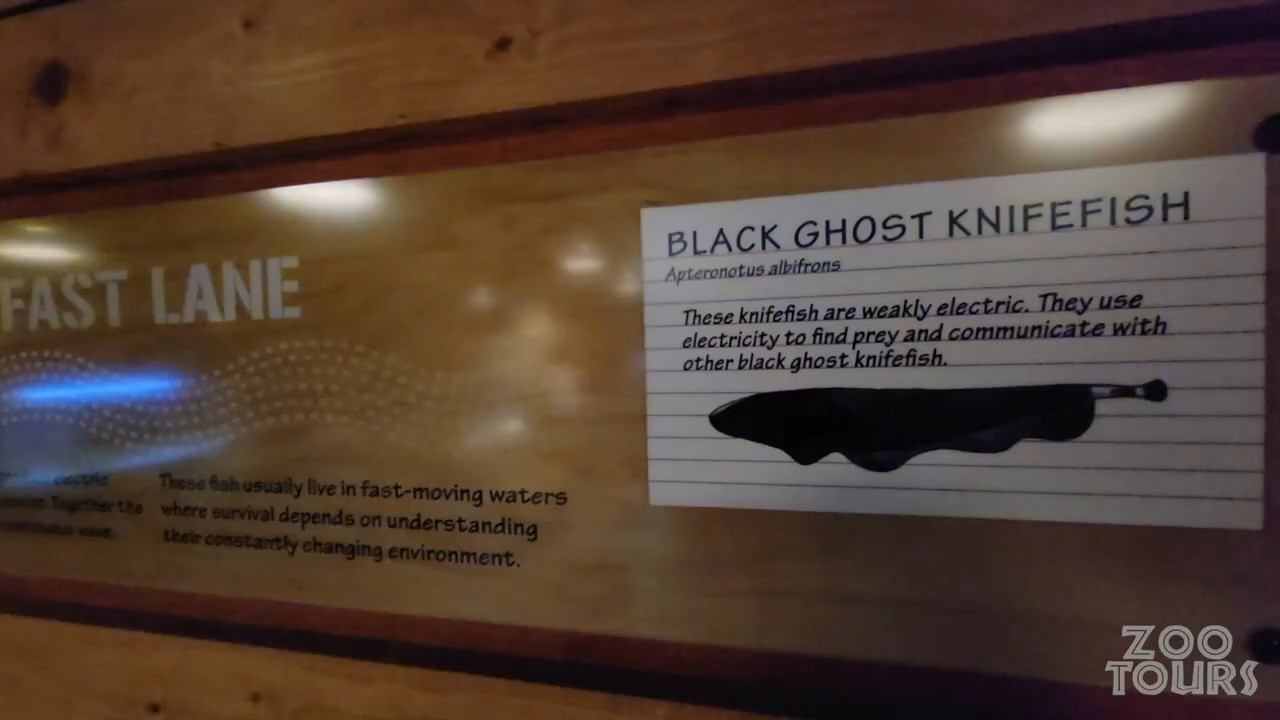 FAST LANE
Together the
These fish usually live in fast-moving waters
where survival depends on understanding
their constantly changing environment.
BLACK GHOST KNIFEFISH
Apteronotus albifrons
These knifefish are weakly electric. They use
electricity to find prey and communicate with
other black ghost knifefish.
ZOO
TOURS